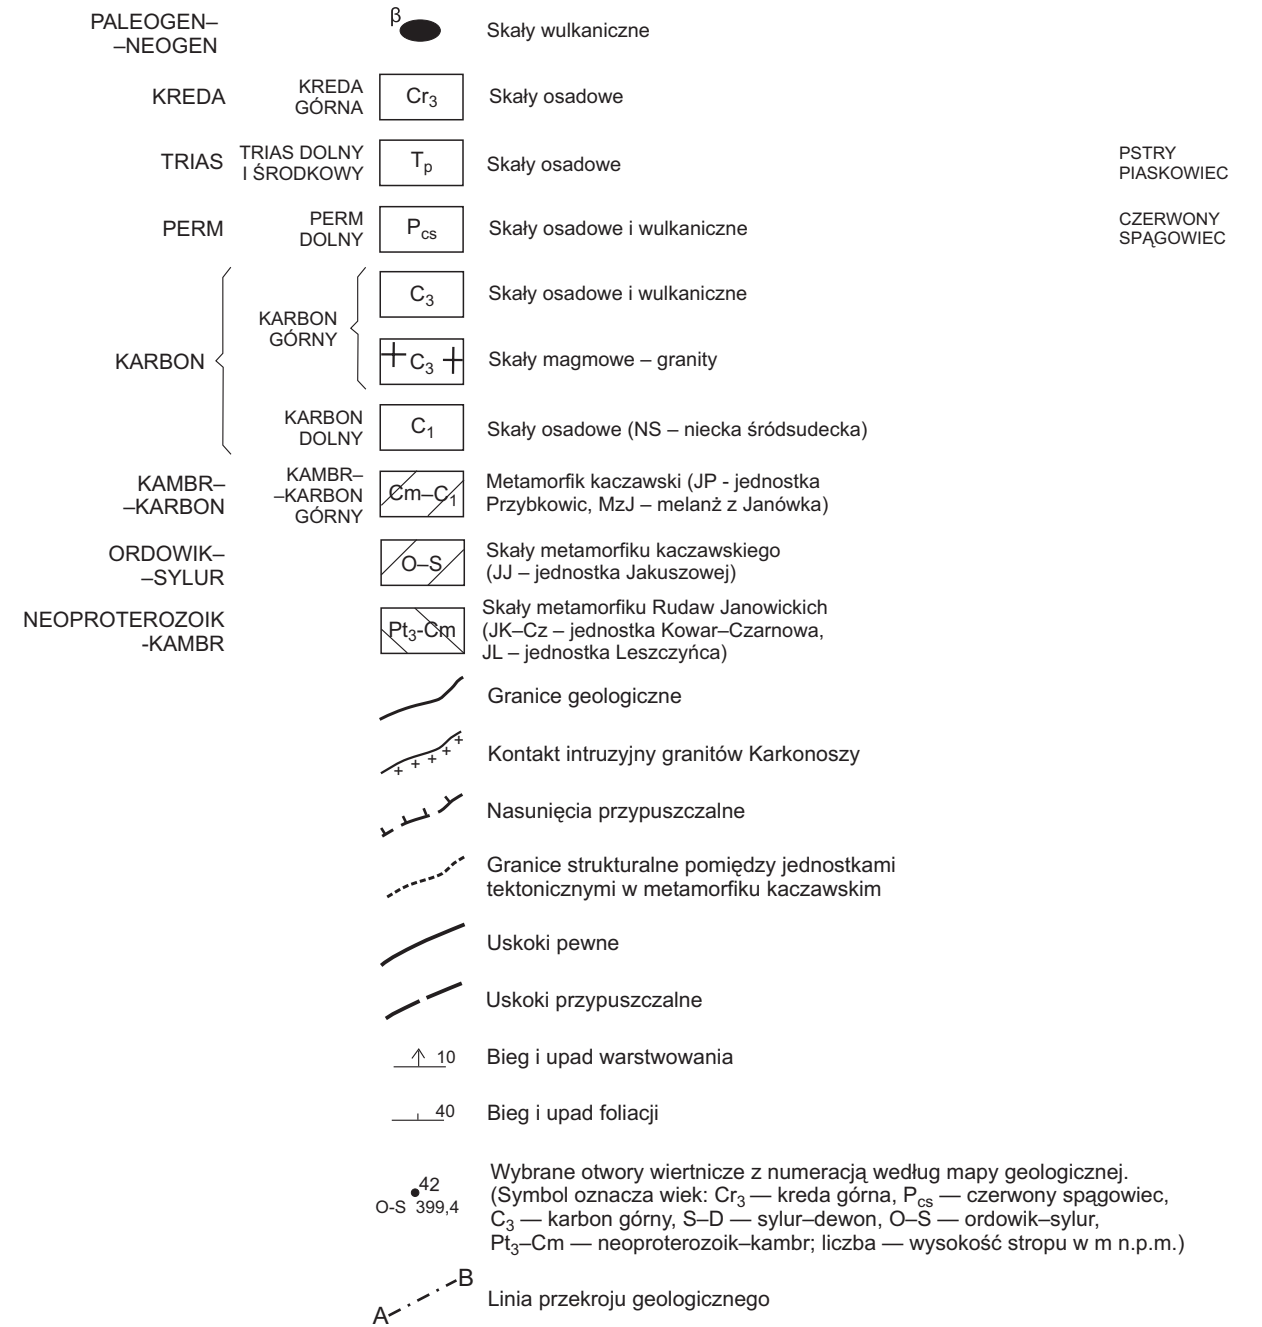 PALEOGEN–
–NEOGEN
β
Skały wulkaniczne
KREDA
KREDA
GÓRNA
Cr3
Skały osadowe
TRIAS
TRIAS DOLNY
I ŚRODKOWY
Tp
Skały osadowe
PSTRY
PIASKOWIEC
PERM
PERM
DOLNY
Pcs
Skały osadowe i wulkaniczne
CZERWONY
SPĄGOWIEC
KARBON
KARBON
GÓRNY
C3
Skały osadowe i wulkaniczne
C3
Skały magmowe – granity
KARBON
DOLNY
C1
Skały osadowe (NS – niecka śródsudecka)
KAMBR–
–KARBON
KAMBR–
–KARBON
GÓRNY
Cm–C1
Metamorfik kaczawski (JP - jednostka
Przybkowic, MzJ – melanż z Janówka)
ORDOWIK–
–SYLUR
O–S
Skały metamorfiku kaczawskiego
(JJ – jednostka Jakuszowej)
NEOPROTEROZOIK
-KAMBR
Pt3-Cm
Skały metamorfiku Rudaw Janowickich
(JK–Cz – jednostka Kowar–Czarnowa,
JL – jednostka Leszczyńca)
Granice geologiczne
Kontakt intruzyjny granitów Karkonoszy
Nasunięcia przypuszczalne
Granice strukturalne pomiędzy jednostkami
tektonicznymi w metamorfiku kaczawskim
Uskoki pewne
Uskoki przypuszczalne
10
Bieg i upad warstwowania
40
Bieg i upad foliacji
42
O-S 399,4
Wybrane otwory wiertnicze z numeracją według mapy geologicznej.
(Symbol oznacza wiek: Cr3 — kreda górna, Pcs — czerwony spągowiec,
C3 — karbon górny, S–D — sylur–dewon, O–S — ordowik–sylur,
Pt3–Cm — neoproterozoik–kambr; liczba — wysokość stropu w m n.p.m.)
A B
Linia przekroju geologicznego